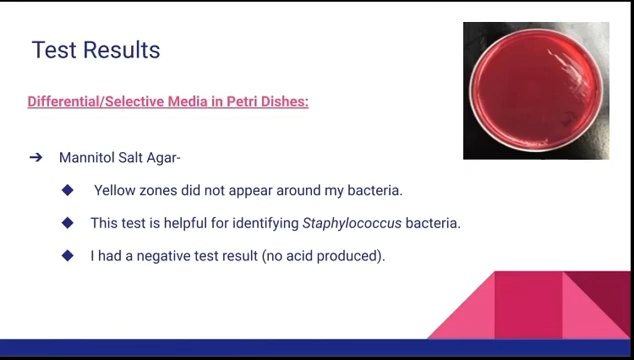 Test Results
Differential/Selective Media in Petri Dishes:
➔ Mannitol Salt Agar-
◆ Yellow zones did not appear around my bacteria.
◆ This test is helpful for identifying Staphylococcus bacteria.
◆ I had a negative test result (no acid produced).